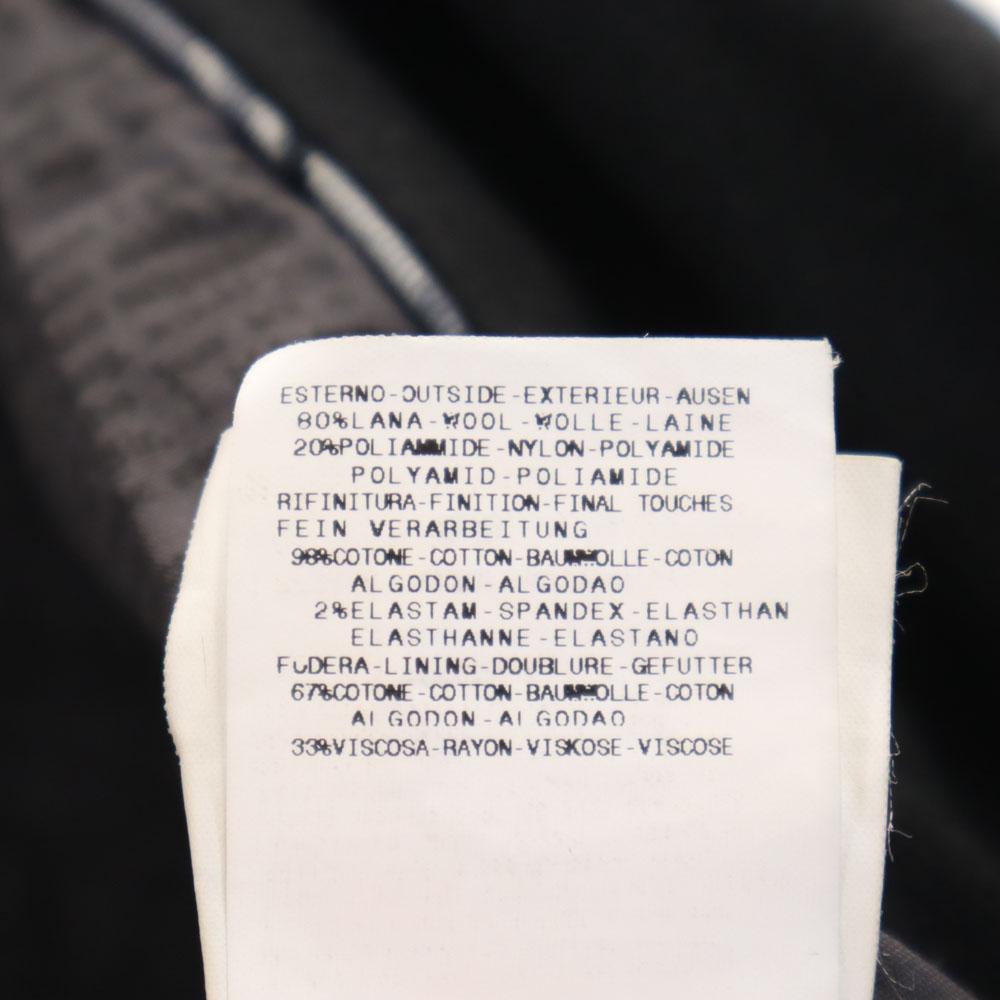 ESTERNO-OUTSIDE-EXTERIEUR-AUSEN
80%LANA-WOOL-WOLLE-LAINE
20%POLIAMMIDE-NYLON-POLYAMIDE
POLYAMID-POLIAMIDE
RIFINITURA-FINITION-FINAL TOUCHES
FEIN VERARBEITUNG
98%COTONE-COTTON-BAUMWOLLE-COTON
ALGODON-ALGODAO
2%ELASTAM-SPANDEX-ELASTHAN
ELASTHANNE-ELASTANO
FODERA-LINING-DOUBLURE-GEFUTTER
67%COTONE-COTTON-BAUMWOLLE-COTON
ALGODON-ALGODAO
33%VISCOSA-RAYON-VISKOSE-VISCOSE